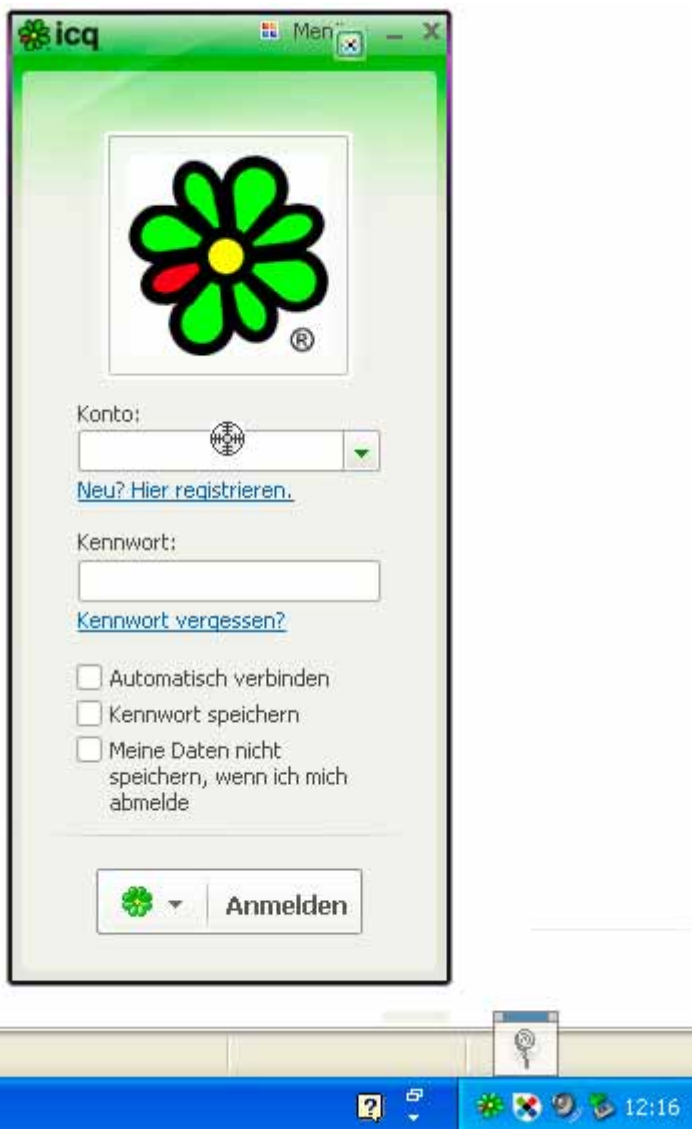 icq
Menü
®
Konto:
Neu? Hier registrieren.
Kennwort:
Kennwort vergessen?
Automatisch verbinden
Kennwort speichern
Meine Daten nicht
speichern, wenn ich mich
abmelde
Anmelden
?
12:16